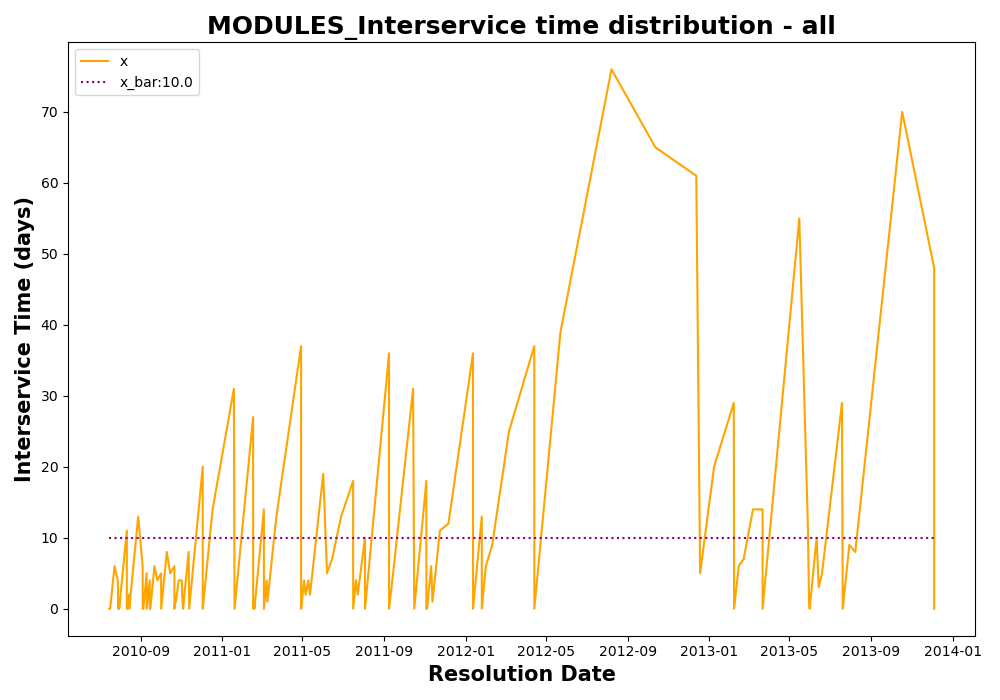 MODULES_Interservice time distribution - all
x
x_bar:10.0
Interservice Time (days)
70
60
50
40
30
20
10
0
2010-09 2011-01 2011-05 2011-09 2012-01 2012-05 2012-09 2013-01 2013-05 2013-09 2014-01
Resolution Date